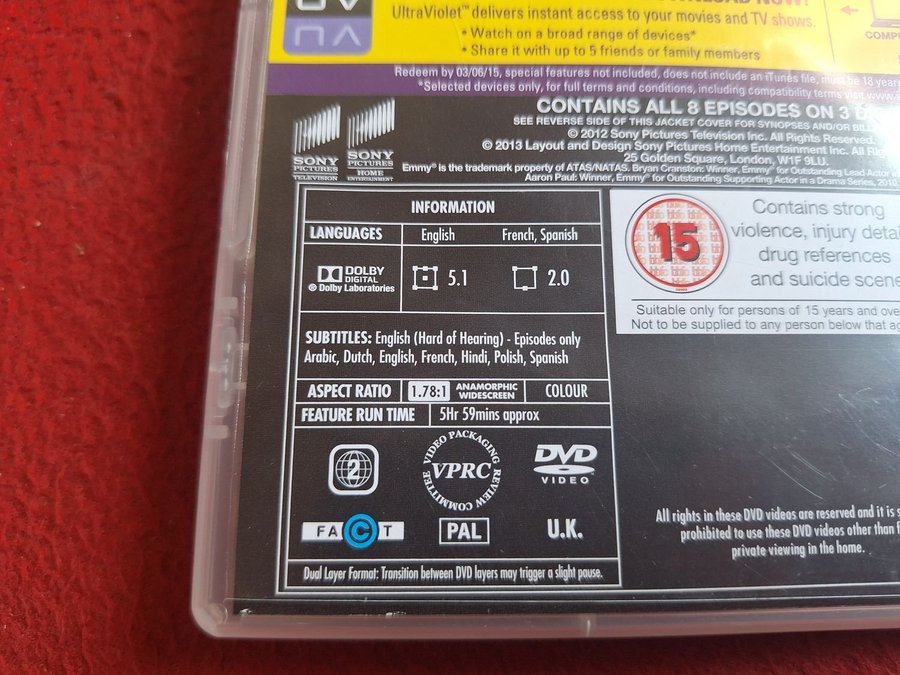 UltraViolet™ delivers instant access to your movies and TV shows.
• Watch on a broad range of devices*
• Share it with up to 5 friends or family members
COMPU
Redeem by 03/06/15, special features not included, does not include an iTunes file, must be 18 years
*Selected devices only, for full terms and conditions, including compatibility terms visit www.
CONTAINS ALL 8 EPISODES ON 3 D
SEE REVERSE SIDE OF THIS JACKET COVER FOR SYNOPSES AND/OR BILL
© 2012 Sony Pictures Television Inc. All Rights Reserved.
© 2013 Layout and Design Sony Pictures Home Entertainment Inc. All Rig
25 Golden Square, London, W1F 9LU.
Emmy® is the trademark property of ATAS/NATAS. Bryan Cranston: Winner, Emmy® for Outstanding Lead Actor in
Aaron Paul: Winner, Emmy® for Outstanding Supporting Actor in a Drama Series, 2010,
SONY
PICTURES
TELEVISION
SONY
PICTURES
HOME
ENTERTAINMENT
INFORMATION
LANGUAGES English French, Spanish
DOLBY
DIGITAL
® Dolby Laboratories
5.1 2.0
SUBTITLES: English (Hard of Hearing) - Episodes only
Arabic, Dutch, English, French, Hindi, Polish, Spanish
ASPECT RATIO 1.78:1 ANAMORPHIC WIDESCREEN COLOUR
FEATURE RUN TIME 5Hr 59mins approx
2
VIDEO PACKAGING REVIEW COMMITTEE
VPRC
DVD
VIDEO
FACT PAL U.K.
Dual Layer Format: Transition between DVD layers may trigger a slight pause.
15
Contains strong
violence, injury detai
drug references
and suicide scene
Suitable only for persons of 15 years and ove
Not to be supplied to any person below that ag
All rights in these DVD videos are reserved and it is s
prohibited to use these DVD videos other than f
private viewing in the home.